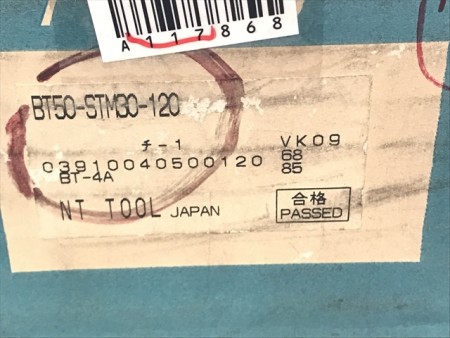 A117868
BT50-STM30-120
チ-1
VK09
03910040500120
68
BT-4A
85
NT TOOL JAPAN
合格
PASSED